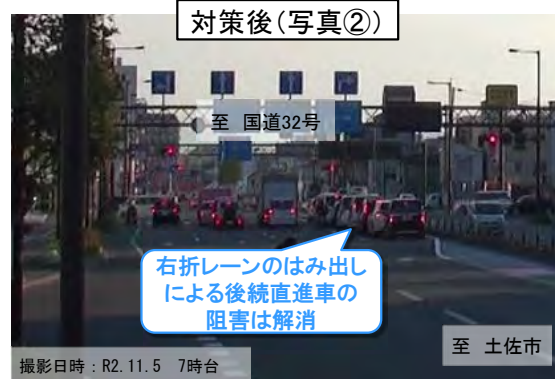 対策後(写真②)
至 国道32号
右折レーンのはみ出し
による後続直進車の
阻害は解消
至 土佐市
撮影日時：R2.11.5 7時台